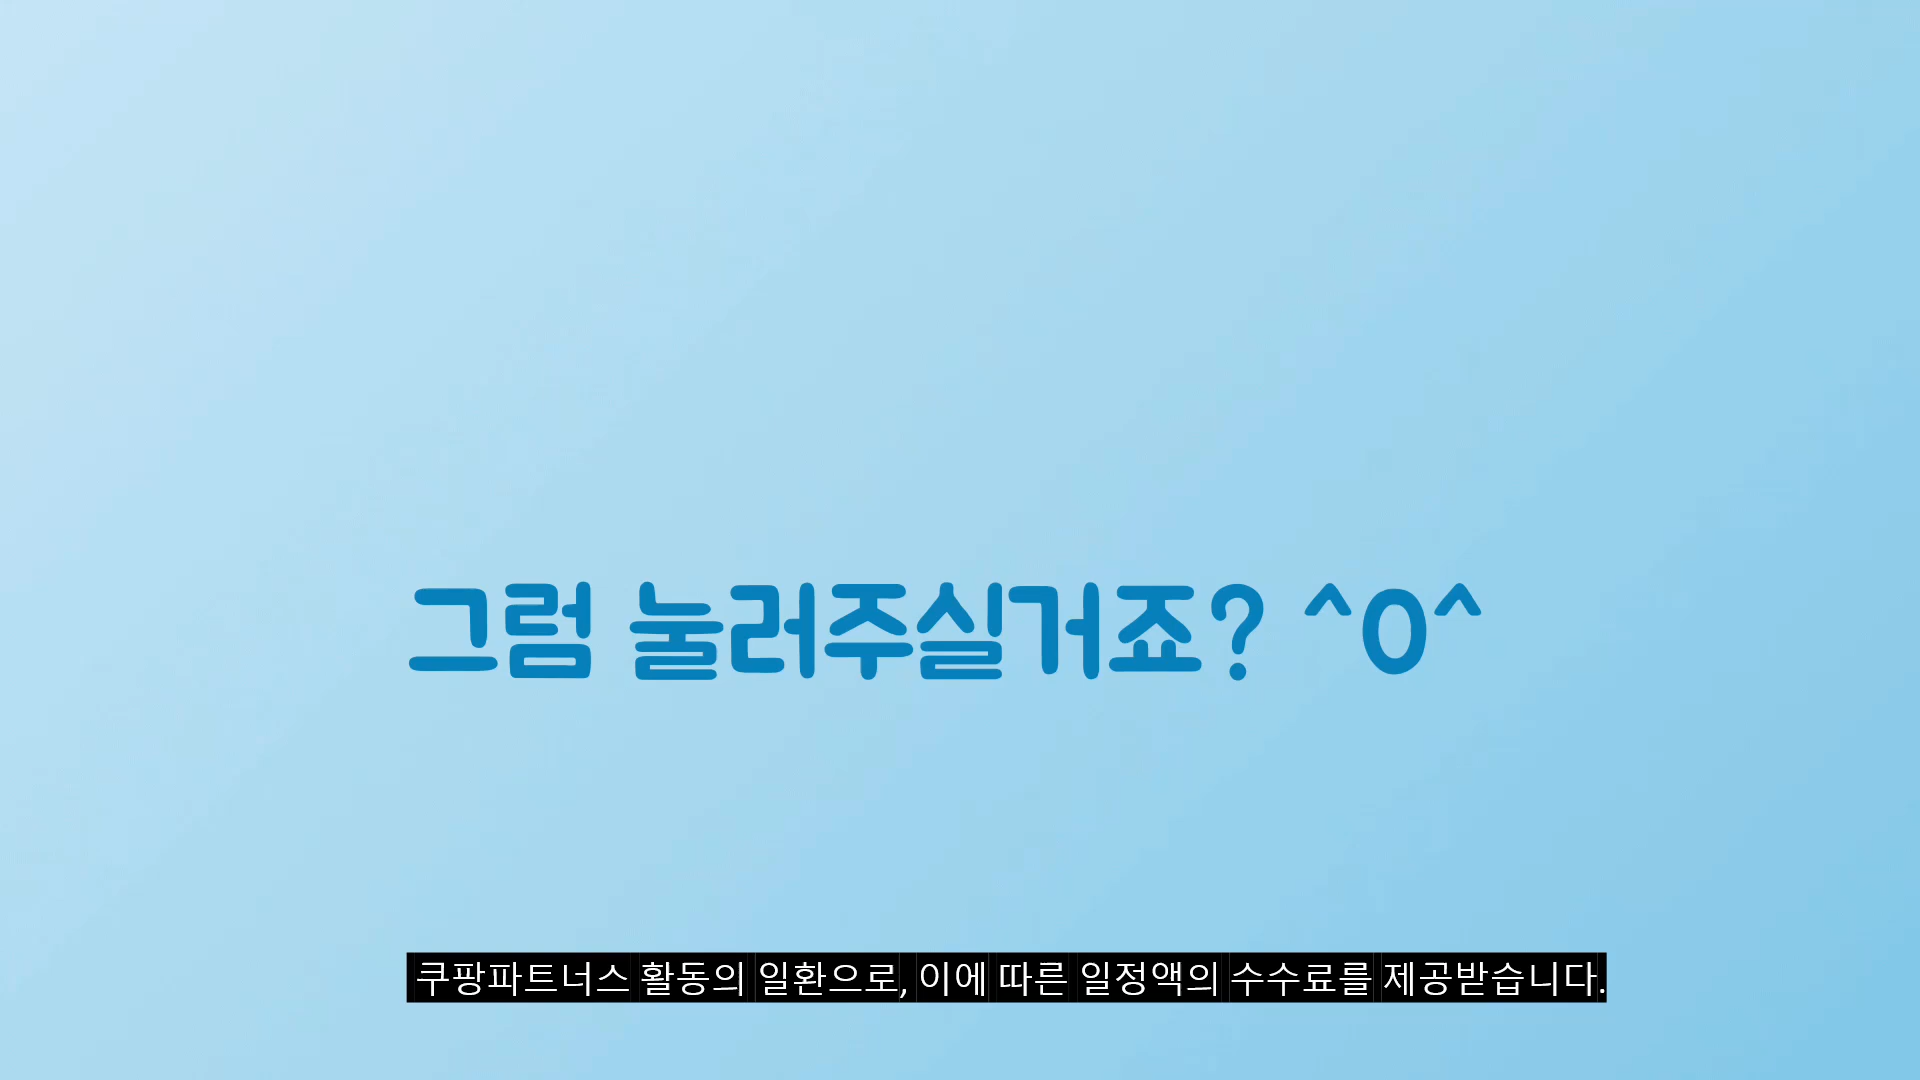 그럼 눌러주실거죠? ^0^
쿠팡파트너스 활동의 일환으로, 이에 따른 일정액의 수수료를 제공받습니다.